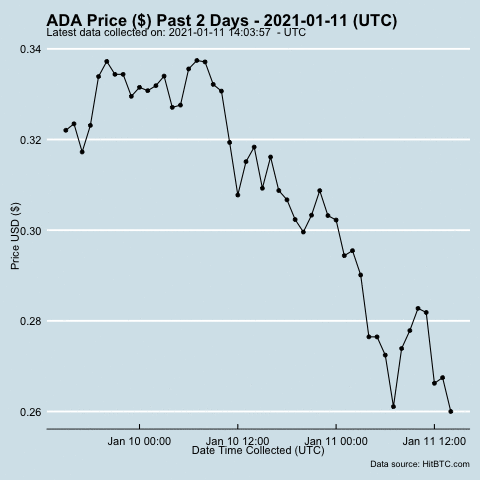 ADA Price ($) Past 2 Days - 2021-01-11 (UTC)
Latest data collected on: 2021-01-11 14:03:57 - UTC
0.34
0.32
0.30
0.28
0.26
Price USD ($)
Jan 10 00:00 Jan 10 12:00 Jan 11 00:00 Jan 11 12:00
Date Time Collected (UTC)
Data source: HitBTC.com